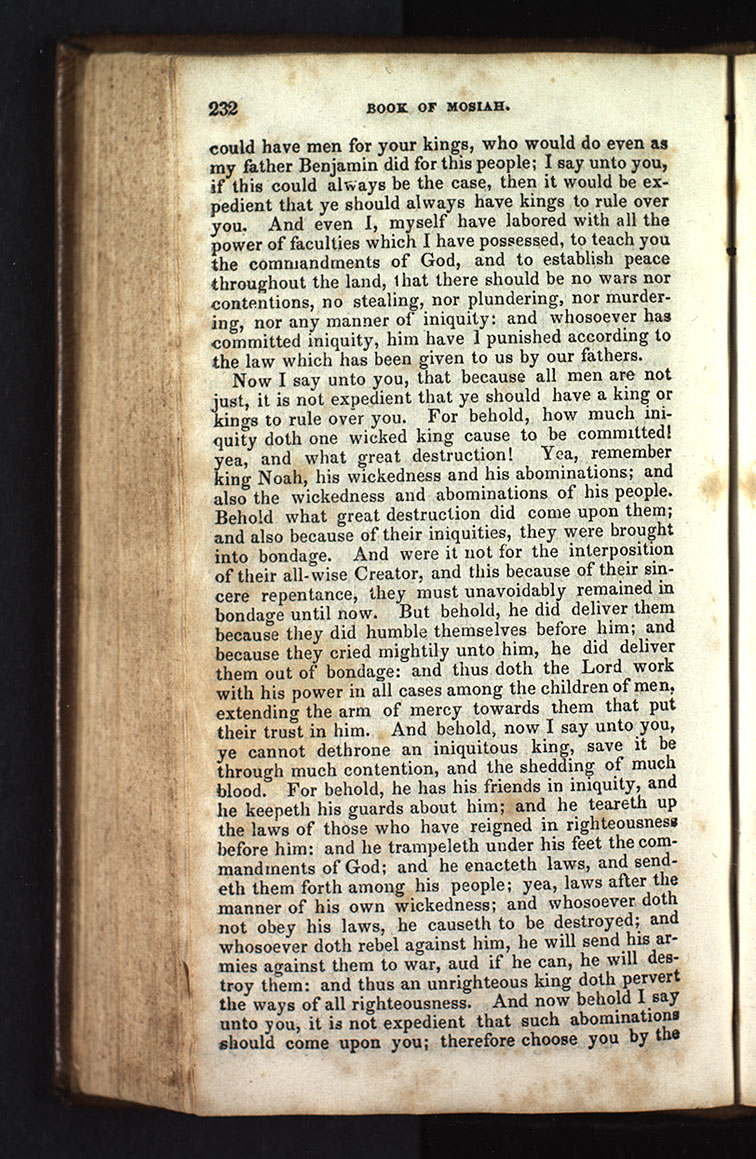 232 BOOK OF MOSIAH.
could have men for your kings, who would do even as
my father Benjamin did for this people; I say unto you,
if this could always be the case, then it would be ex-
pedient that ye should always have kings to rule over
you. And even I, myself have labored with all the
power of faculties which I have possessed, to teach you
the commandments of God, and to establish peace
throughout the land, that there should be no wars nor
contentions, no stealing, nor plundering, nor murder-
ing, nor any manner of iniquity: and whosoever has
committed iniquity, him have I punished according to
the law which has been given to us by our fathers.
Now I say unto you, that because all men are not
just, it is not expedient that ye should have a king or
kings to rule over you. For behold, how much ini-
quity doth one wicked king cause to be committed!
yea, and what great destruction! Yea, remember
king Noah, his wickedness and his abominations; and
also the wickedness and abominations of his people.
Behold what great destruction did come upon them;
and also because of their iniquities, they were brought
into bondage. And were it not for the interposition
of their all-wise Creator, and this because of their sin-
cere repentance, they must unavoidably remained in
bondage until now. But behold, he did deliver them
because they did humble themselves before him; and
because they cried mightily unto him, he did deliver
them out of bondage: and thus doth the Lord work
with his power in all cases among the children of men,
extending the arm of mercy towards them that put
their trust in him. And behold, now I say unto you,
ye cannot dethrone an iniquitous king, save it be
through much contention, and the shedding of much
blood. For behold, he has his friends in iniquity, and
he keepeth his guards about him; and he teareth up
the laws of those who have reigned in righteousness
before him: and he trampeleth under his feet the com-
mandments of God; and he enacteth laws, and send-
eth them forth among his people; yea, laws after the
manner of his own wickedness; and whosoever doth
not obey his laws, he causeth to be destroyed; and
whosoever doth rebel against him, he will send his ar-
mies against them to war, aud if he can, he will des-
troy them: and thus an unrighteous king doth pervert
the ways of all righteousness. And now behold I say
unto you, it is not expedient that such abominations
should come upon you; therefore choose you by the